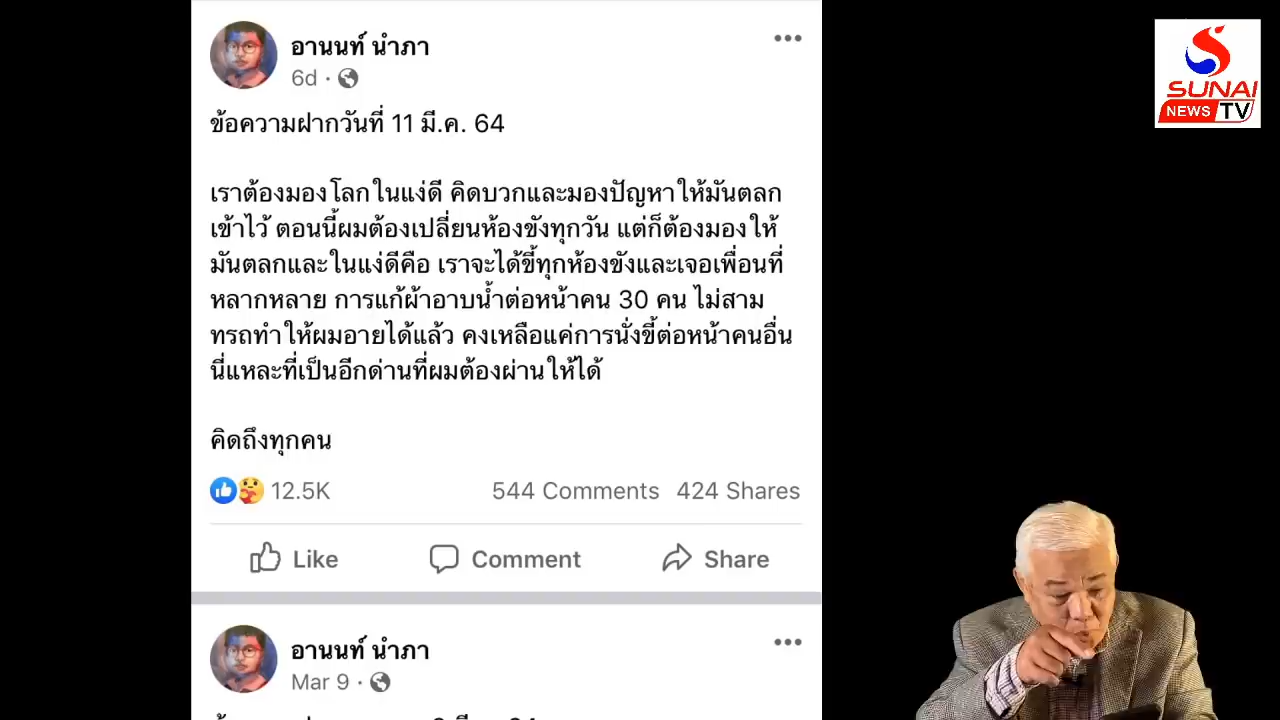 อานนท์ นำภา
6d
ข้อความฝากวันที่ 11 มี.ค. 64
เราต้องมองโลกในแง่ดี คิดบวกและมองปัญหาให้มันตลก
เข้าไว้ ตอนนี้ผมต้องเปลี่ยนห้องขังทุกวัน แต่ก็ต้องมองให้
มันตลกและในแง่ดีคือ เราจะได้ขี้ทุกห้องขังและเจอเพื่อนที่
หลากหลาย การแก้ผ้าอาบน้ำต่อหน้าคน 30 คน ไม่สาม
ทรถทำให้ผมอายได้แล้ว คงเหลือแค่การนั่งขี้ต่อหน้าคนอื่น
นี่แหละที่เป็นอีกด่านที่ผมต้องผ่านให้ได้
คิดถึงทุกคน
12.5K 544 Comments 424 Shares
Like Comment Share
อานนท์ นำภา
Mar 9
SUNAI
NEWS TV